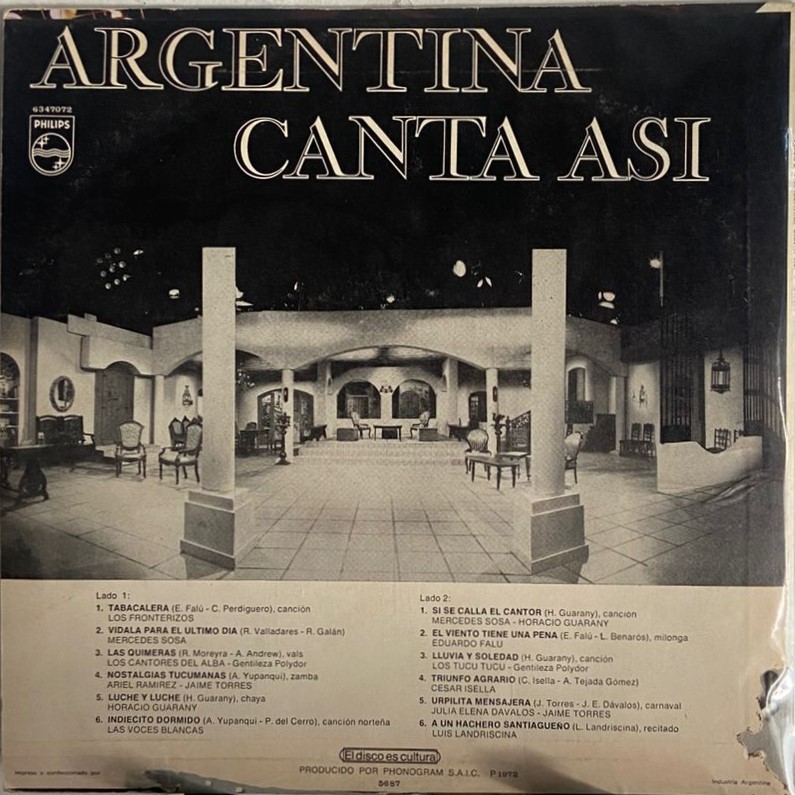 ARGENTINA
CANTA ASI
6347072
PHILIPS
Lado 1:
1. TABACALERA (E. Falú - C. Perdiguero), canción
LOS FRONTERIZOS
2. VIDALA PARA EL ULTIMO DIA (R. Valladares - R. Galán)
MERCEDES SOSA
3. LAS QUIMERAS (R. Moreyra - A. Andrew), vals
LOS CANTORES DEL ALBA - Gentileza Polydor
4. NOSTALGIAS TUCUMANAS (A. Yupanqui), zamba
ARIEL RAMIREZ - JAIME TORRES
5. LUCHE Y LUCHE (H. Guarany), chaya
HORACIO GUARANY
6. INDIECITO DORMIDO (A. Yupanqui - P. del Cerro), canción norteña
LAS VOCES BLANCAS
Lado 2:
1. SI SE CALLA EL CANTOR (H. Guarany), canción
MERCEDES SOSA - HORACIO GUARANY
2. EL VIENTO TIENE UNA PENA (E. Falú - L. Benarós), milonga
EDUARDO FALU
3. LLUVIA Y SOLEDAD (H. Guarany), canción
LOS TUCU TUCU - Gentileza Polydor
4. TRIUNFO AGRARIO (C. Isella - A. Tejada Gómez)
CESAR ISELLA
5. URPILITA MENSAJERA (J. Torres - J. E. Dávalos), carnaval
JULIA ELENA DAVALOS - JAIME TORRES
6. A UN HACHERO SANTIAGUEÑO (L. Landriscina), recitado
LUIS LANDRISCINA
El disco es cultura
PRODUCIDO POR PHONOGRAM S.A.I.C. P 1972
5687
Impreso y confeccionado por
Industria Argentina